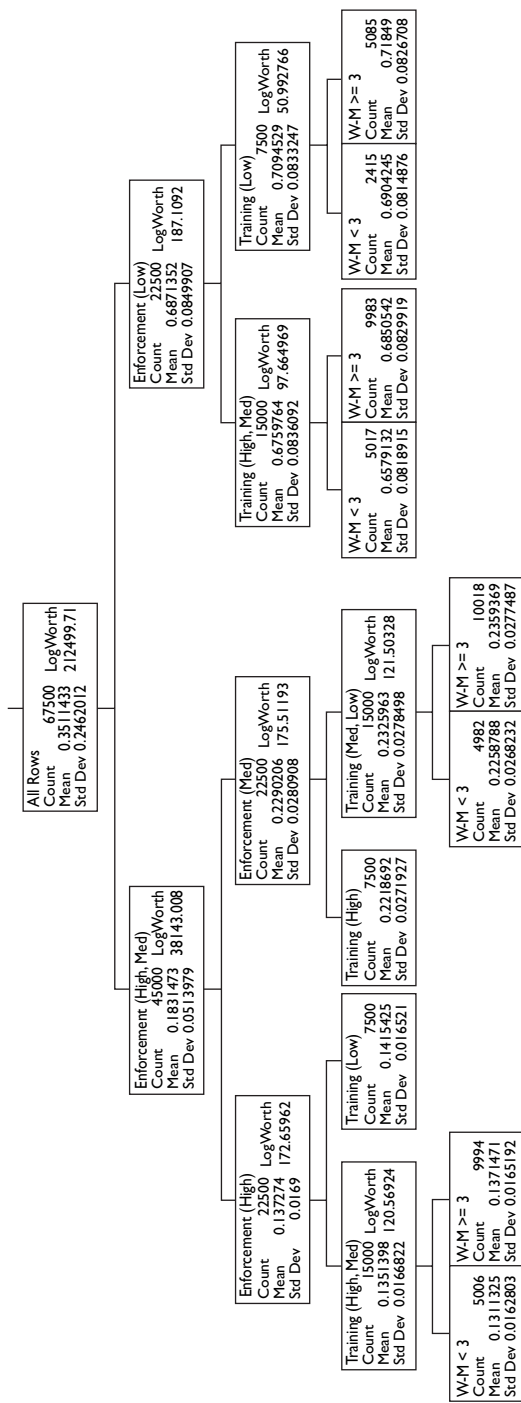 All Rows
Count 67500 LogWorth
Mean 0.3511433 212499.71
Std Dev 0.2462012
Enforcement (High, Med)
Count 45000 LogWorth
Mean 0.1831473 38143.008
Std Dev 0.0513979
Enforcement (Low)
Count 22500 LogWorth
Mean 0.6871352 187.1092
Std Dev 0.0849907
Enforcement (High)
Count 22500 LogWorth
Mean 0.137274 172.65962
Std Dev 0.0169
Enforcement (Med)
Count 22500 LogWorth
Mean 0.2290206 175.51193
Std Dev 0.0280908
Training (High, Med)
Count 15000 LogWorth
Mean 0.6759764 97.664969
Std Dev 0.0836092
Training (Low)
Count 7500 LogWorth
Mean 0.7094529 50.992766
Std Dev 0.0833247
Training (High, Med)
Count 15000 LogWorth
Mean 0.1351398 120.56924
Std Dev 0.0166822
Training (Low)
Count 7500
Mean 0.1415425
Std Dev 0.016521
Training (High)
Count 7500
Mean 0.2218692
Std Dev 0.0271927
Training (Med, Low)
Count 15000 LogWorth
Mean 0.2325963 121.50328
Std Dev 0.0278498
W-M < 3
Count 5017
Mean 0.6579132
Std Dev 0.0818915
W-M >= 3
Count 9983
Mean 0.6850542
Std Dev 0.0829919
W-M < 3
Count 2415
Mean 0.6904245
Std Dev 0.0814876
W-M >= 3
Count 5085
Mean 0.71849
Std Dev 0.0826708
W-M < 3
Count 5006
Mean 0.1311325
Std Dev 0.0162803
W-M >= 3
Count 9994
Mean 0.1371471
Std Dev 0.0165192
W-M < 3
Count 4982
Mean 0.2258788
Std Dev 0.0268232
W-M >= 3
Count 10018
Mean 0.2359369
Std Dev 0.0277487